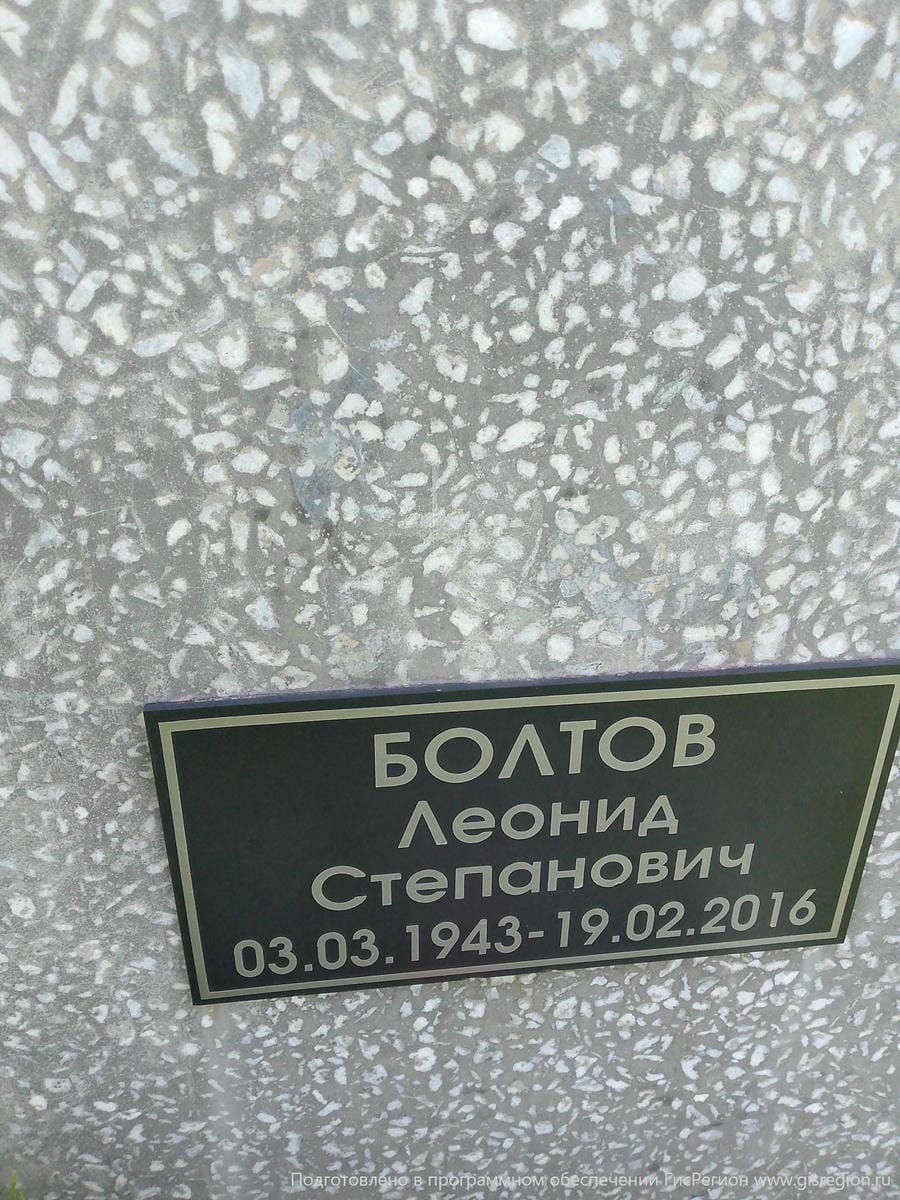 БОЛТОВ
Леонид
Степанович
03.03.1943-19.02.2016
Подготовлено в программном обеспечении ГисРегион www.gisregion.ru